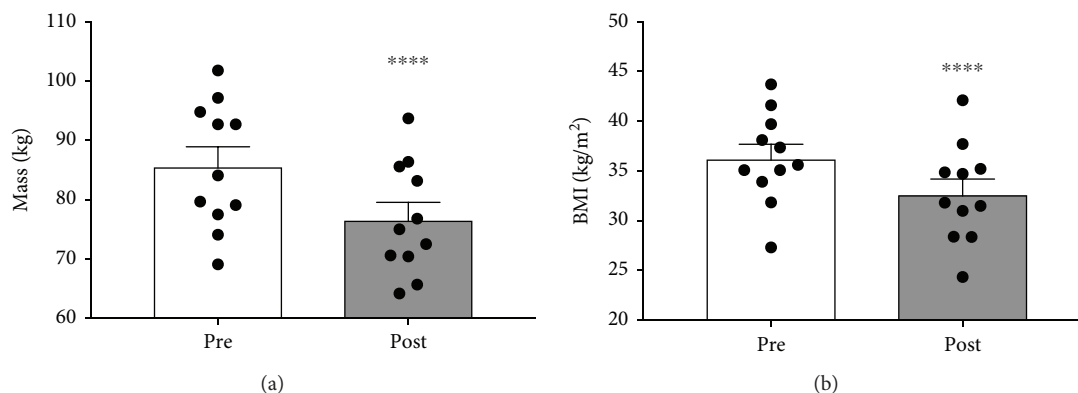 110
100
90
80
70
60
Mass (kg)
****
Pre
Post
(a)
50
45
40
35
30
25
20
BMI (kg/m²)
****
Pre
Post
(b)